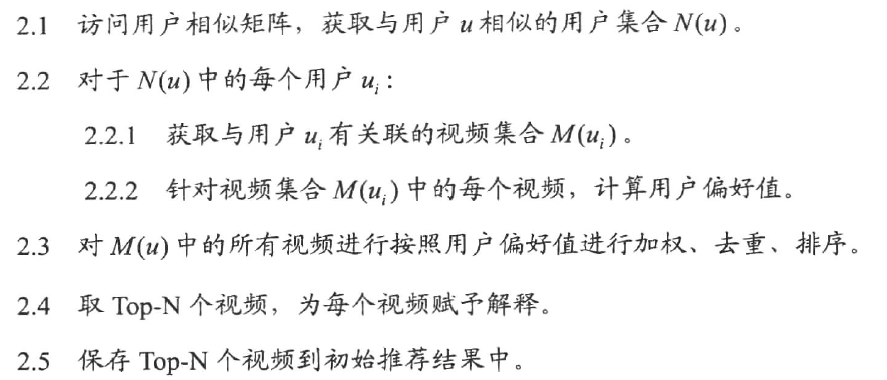 2.1 访问用户相似矩阵，获取与用户 u 相似的用户集合 N(u)。
2.2 对于 N(u) 中的每个用户 uᵢ：
2.2.1 获取与用户 uᵢ 有关联的视频集合 M(uᵢ)。
2.2.2 针对视频集合 M(uᵢ) 中的每个视频，计算用户偏好值。
2.3 对 M(u) 中的所有视频进行按照用户偏好值进行加权、去重、排序。
2.4 取 Top-N 个视频，为每个视频赋予解释。
2.5 保存 Top-N 个视频到初始推荐结果中。